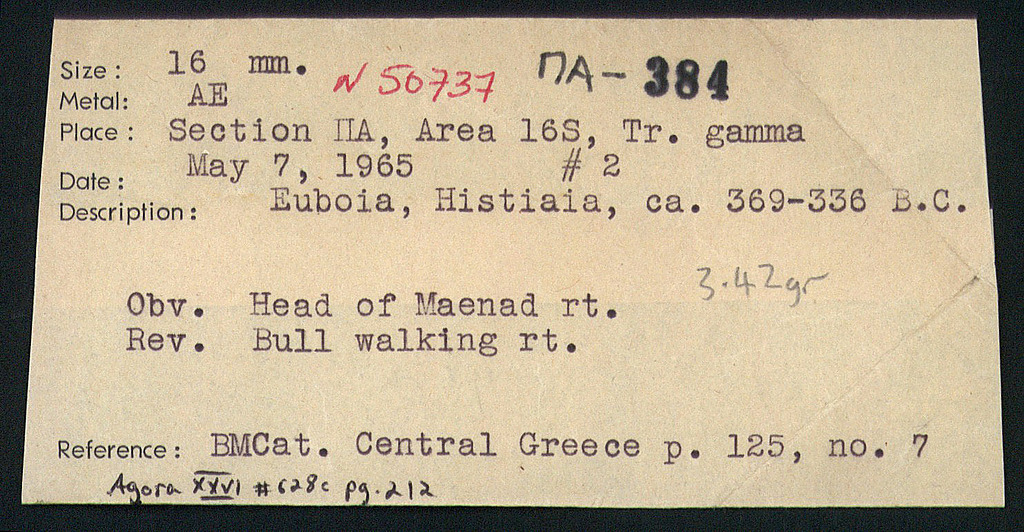 Size: 16 mm. N 50737 ΠΑ-384
Metal: AE
Place: Section ΠΑ, Area 16S, Tr. gamma
Date: May 7, 1965 # 2
Description: Euboia, Histiaia, ca. 369-336 B.C.
3.42gr
Obv. Head of Maenad rt.
Rev. Bull walking rt.
Reference: BMCat. Central Greece p. 125, no. 7
Agora XXVI #628c pg. 212